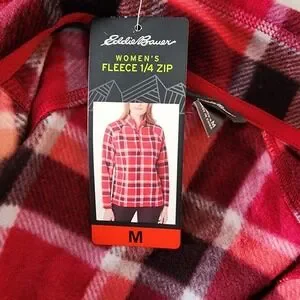 Eddie Bauer
WOMEN'S
FLEECE 1/4 ZIP
M